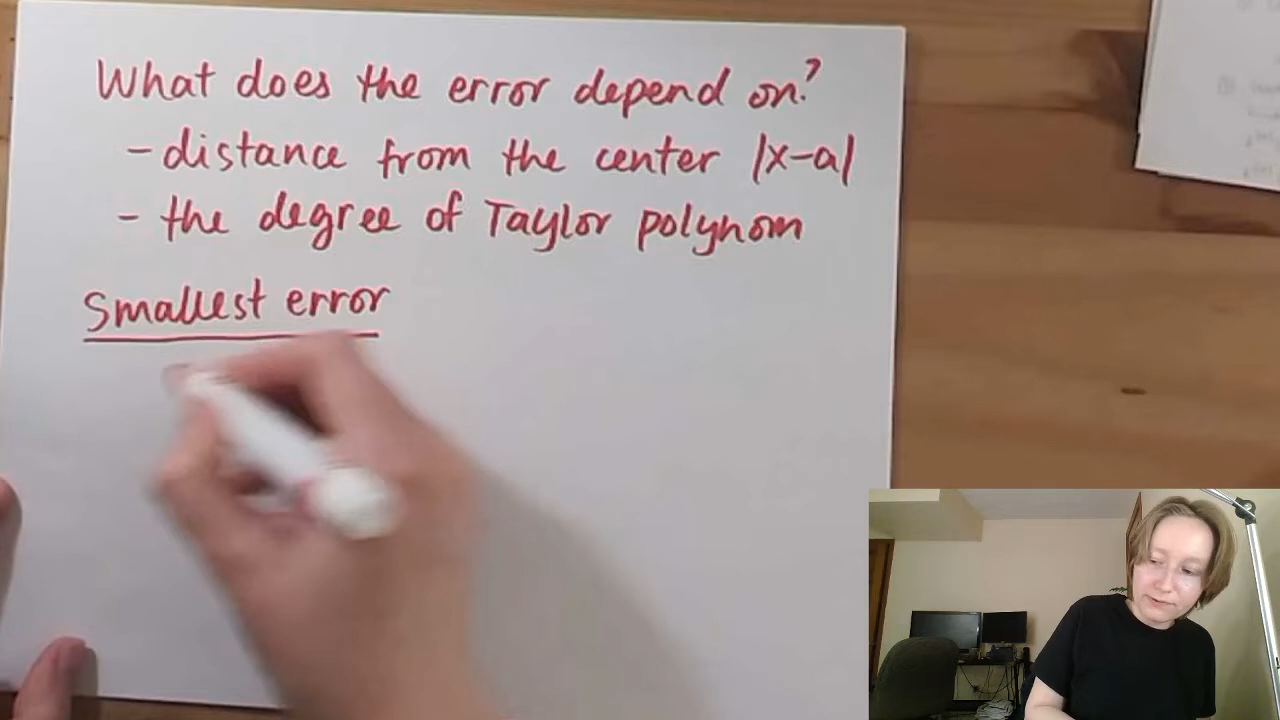 What does the error depend on?
- distance from the center |x-a|
- the degree of Taylor polynom
Smallest error